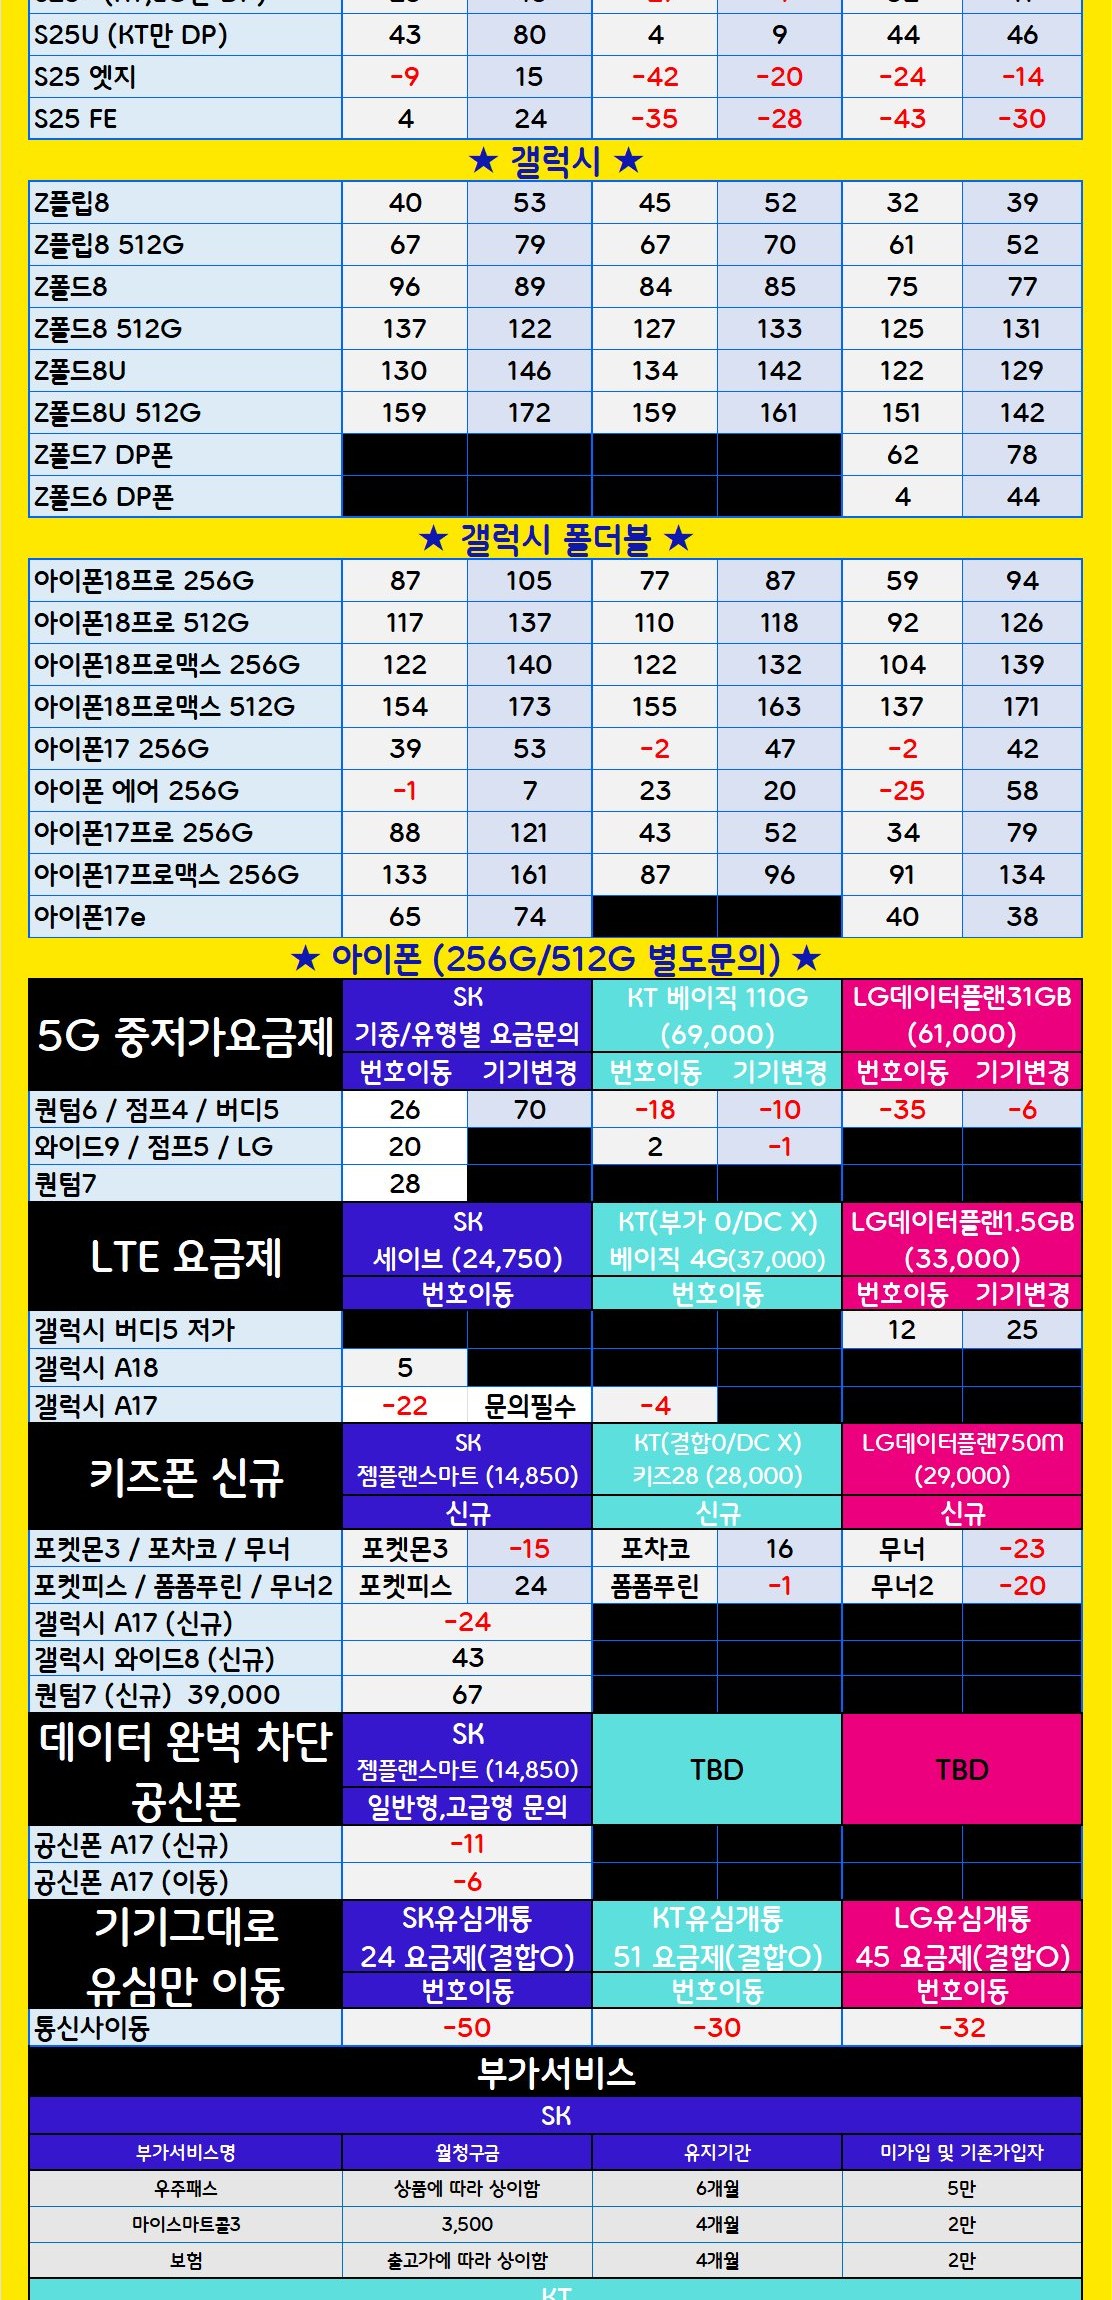 S25U (KT만 DP) 43 80 4 9 44 46
S25 엣지 -9 15 -42 -20 -24 -14
S25 FE 4 24 -35 -28 -43 -30
★ 갤럭시 ★
Z플립8 40 53 45 52 32 39
Z플립8 512G 67 79 67 70 61 52
Z폴드8 96 89 84 85 75 77
Z폴드8 512G 137 122 127 133 125 131
Z폴드8U 130 146 134 142 122 129
Z폴드8U 512G 159 172 159 161 151 142
Z폴드7 DP폰 62 78
Z폴드6 DP폰 4 44
★ 갤럭시 폴더블 ★
아이폰18프로 256G 87 105 77 87 59 94
아이폰18프로 512G 117 137 110 118 92 126
아이폰18프로맥스 256G 122 140 122 132 104 139
아이폰18프로맥스 512G 154 173 155 163 137 171
아이폰17 256G 39 53 -2 47 -2 42
아이폰 에어 256G -1 7 23 20 -25 58
아이폰17프로 256G 88 121 43 52 34 79
아이폰17프로맥스 256G 133 161 87 96 91 134
아이폰17e 65 74 40 38
★ 아이폰 (256G/512G 별도문의) ★
5G 중저가요금제
SK
기종/유형별 요금문의
KT 베이직 110G
(69,000)
LG데이터플랜31GB
(61,000)
번호이동 기기변경 번호이동 기기변경 번호이동 기기변경
퀀텀6 / 점프4 / 버디5 26 70 -18 -10 -35 -6
와이드9 / 점프5 / LG 20 2 -1
퀀텀7 28
LTE 요금제
SK
세이브 (24,750)
KT(부가 0/DC X)
베이직 4G(37,000)
LG데이터플랜1.5GB
(33,000)
번호이동 번호이동 번호이동 기기변경
갤럭시 버디5 저가 12 25
갤럭시 A18 5
갤럭시 A17 -22 문의필수 -4
키즈폰 신규
SK
젬플랜스마트 (14,850)
KT(결합0/DC X)
키즈28 (28,000)
LG데이터플랜750M
(29,000)
신규 신규 신규
포켓몬3 / 포차코 / 무너 포켓몬3 -15 포차코 16 무너 -23
포켓피스 / 폼폼푸린 / 무너2 포켓피스 24 폼폼푸린 -1 무너2 -20
갤럭시 A17 (신규) -24
갤럭시 와이드8 (신규) 43
퀀텀7 (신규) 39,000 67
데이터 완벽 차단
공신폰
SK
젬플랜스마트 (14,850)
일반형,고급형 문의
TBD
TBD
공신폰 A17 (신규) -11
공신폰 A17 (이동) -6
기기그대로
유심만 이동
SK유심개통
24 요금제(결합O)
KT유심개통
51 요금제(결합O)
LG유심개통
45 요금제(결합O)
번호이동 번호이동 번호이동
통신사이동 -50 -30 -32
부가서비스
SK
부가서비스명 월청구금 유지기간 미가입 및 기존가입자
우주패스 상품에 따라 상이함 6개월 5만
마이스마트콜3 3,500 4개월 2만
보험 출고가에 따라 상이함 4개월 2만
KT